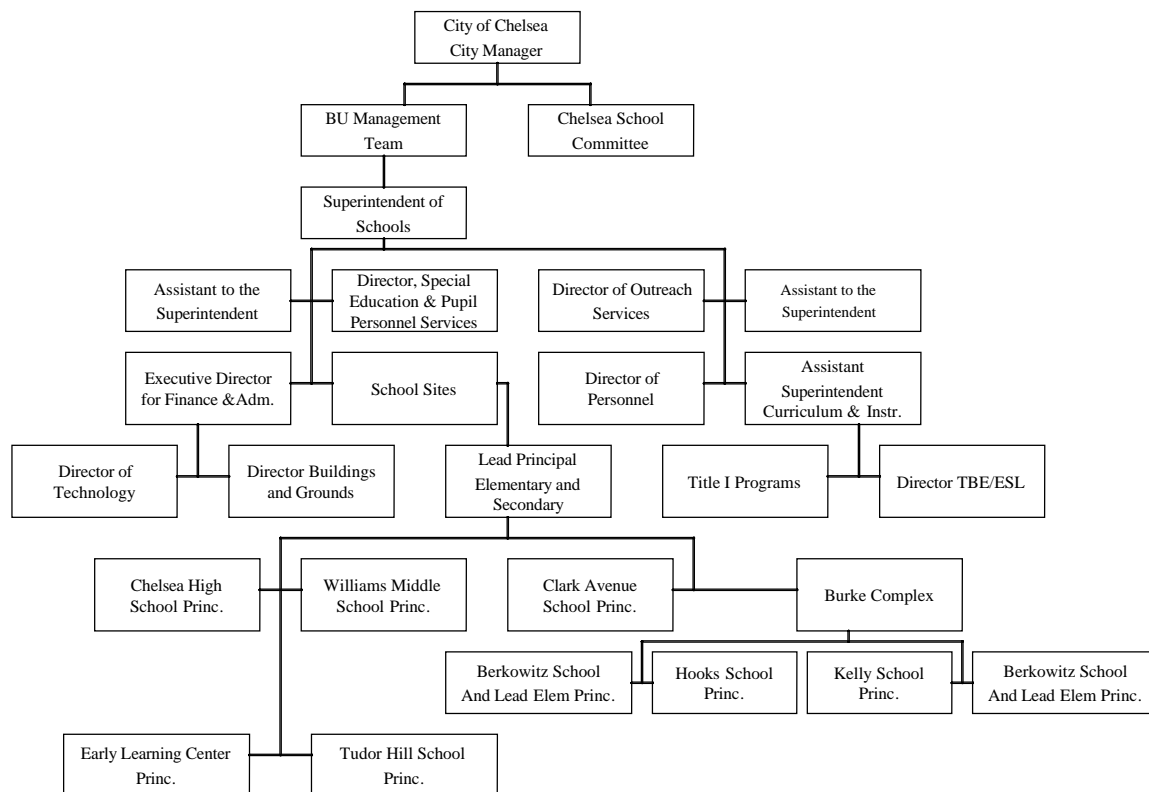 City of Chelsea
City Manager
BU Management
Team
Chelsea School
Committee
Superintendent of
Schools
Assistant to the
Superintendent
Director, Special
Education & Pupil
Personnel Services
Director of Outreach
Services
Assistant to the
Superintendent
Executive Director
for Finance &Adm.
School Sites
Director of
Personnel
Assistant
Superintendent
Curriculum & Instr.
Director of
Technology
Director Buildings
and Grounds
Lead Principal
Elementary and
Secondary
Title I Programs
Director TBE/ESL
Chelsea High
School Princ.
Williams Middle
School Princ.
Clark Avenue
School Princ.
Burke Complex
Berkowitz School
And Lead Elem Princ.
Hooks School
Princ.
Kelly School
Princ.
Berkowitz School
And Lead Elem Princ.
Early Learning Center
Princ.
Tudor Hill School
Princ.